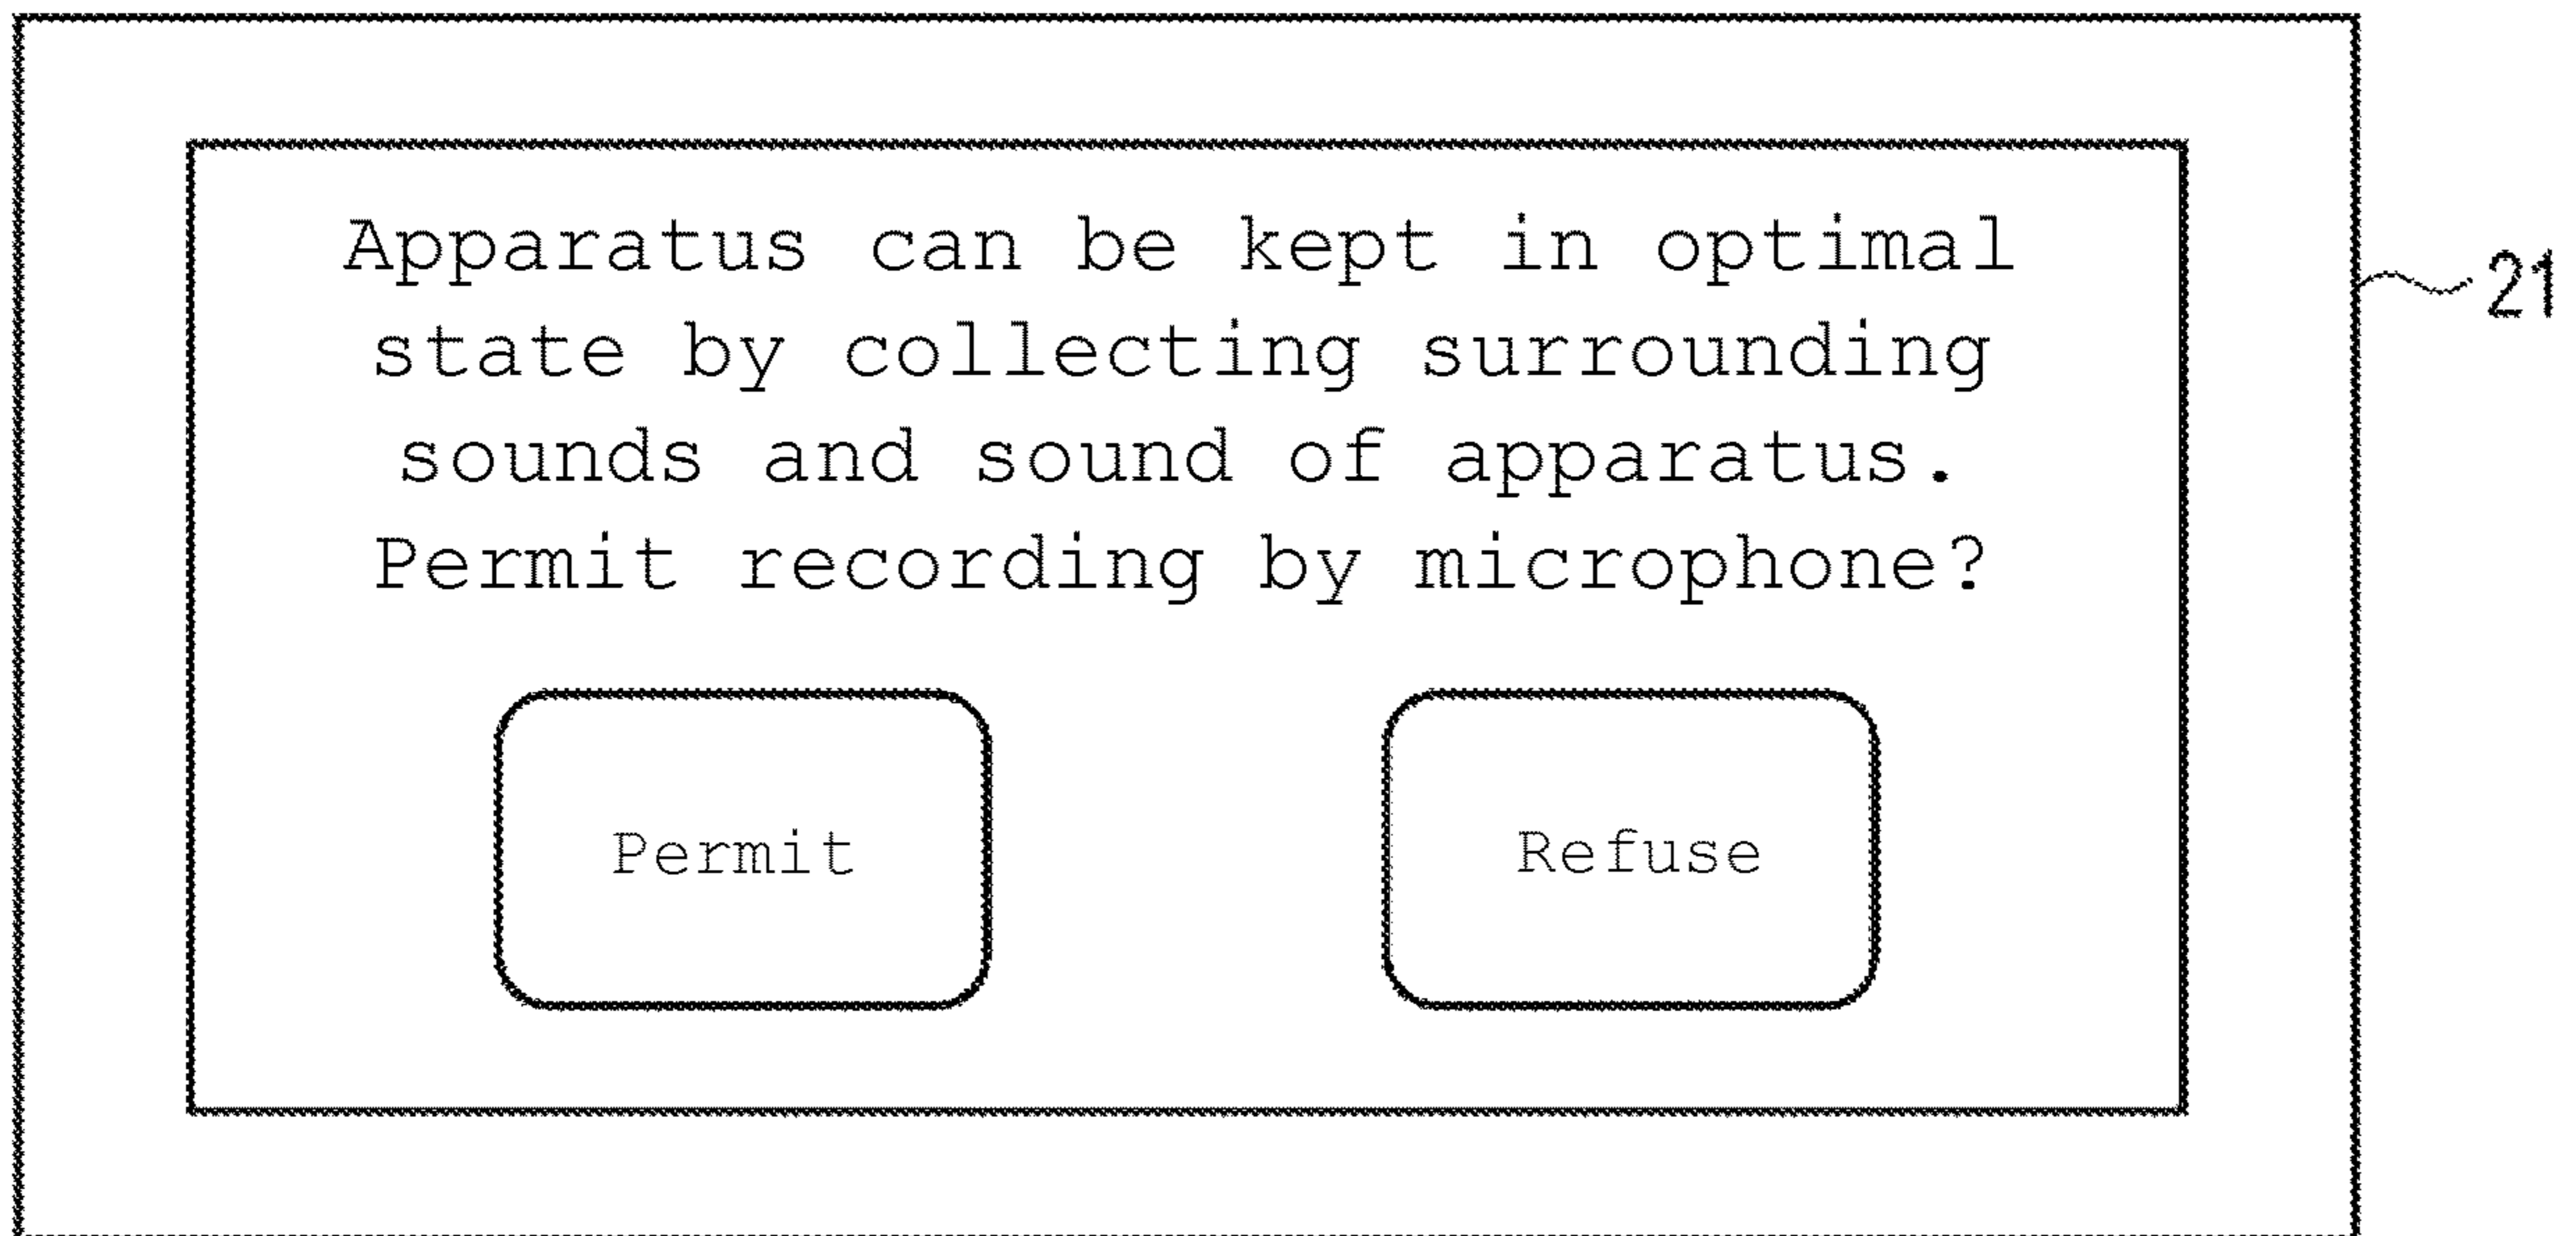 Apparatus can be kept in optimal
state by collecting surrounding
sounds and sound of apparatus.
Permit recording by microphone?
Permit
Refuse
21